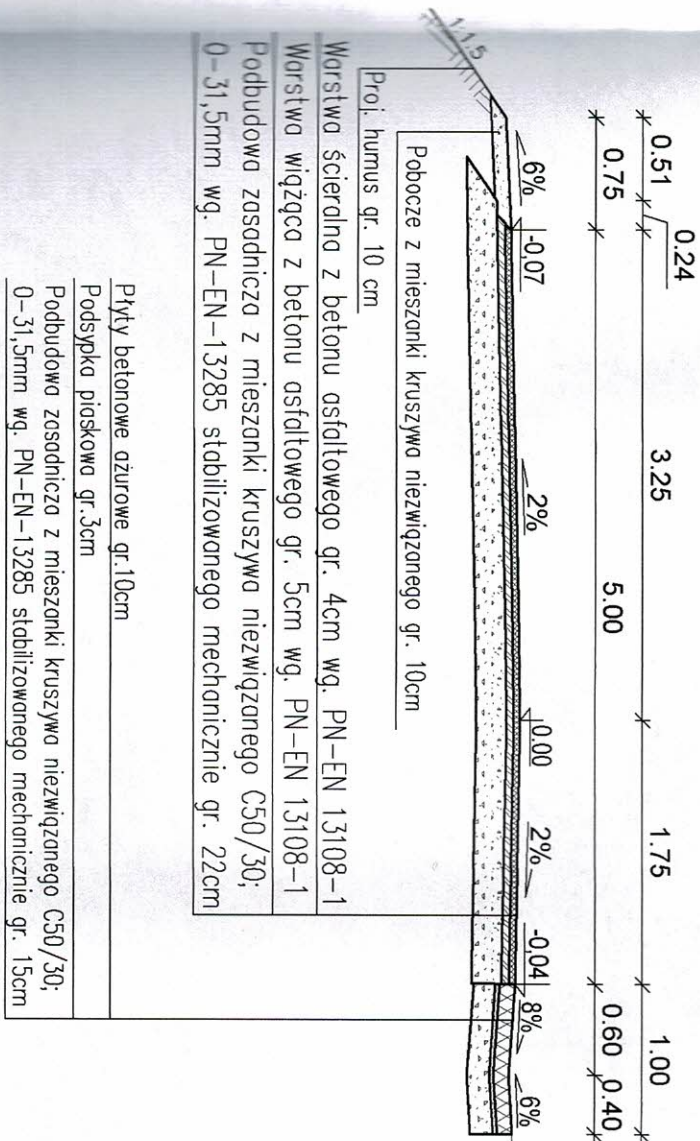 0.51
0.24
3.25
1.75
1.00
0.75
5.00
0.60
0.40
1:1.5
6%
-0,07
2%
0.00
2%
-0,04
8%
6%
Pobocze z mieszanki kruszywa niezwiązanego gr. 10cm
Proj. humus gr. 10 cm
Warstwa ścieralna z betonu asfaltowego gr. 4cm wg. PN-EN 13108-1
Warstwa wiążąca z betonu asfaltowego gr. 5cm wg. PN-EN 13108-1
Podbudowa zasadnicza z mieszanki kruszywa niezwiązanego C50/30;
0-31,5mm wg. PN-EN-13285 stabilizowanego mechanicznie gr. 22cm
Płyty betonowe ażurowe gr.10cm
Podsypka piaskowa gr.3cm
Podbudowa zasadnicza z mieszanki kruszywa niezwiązanego C50/30;
0-31,5mm wg. PN-EN-13285 stabilizowanego mechanicznie gr. 15cm